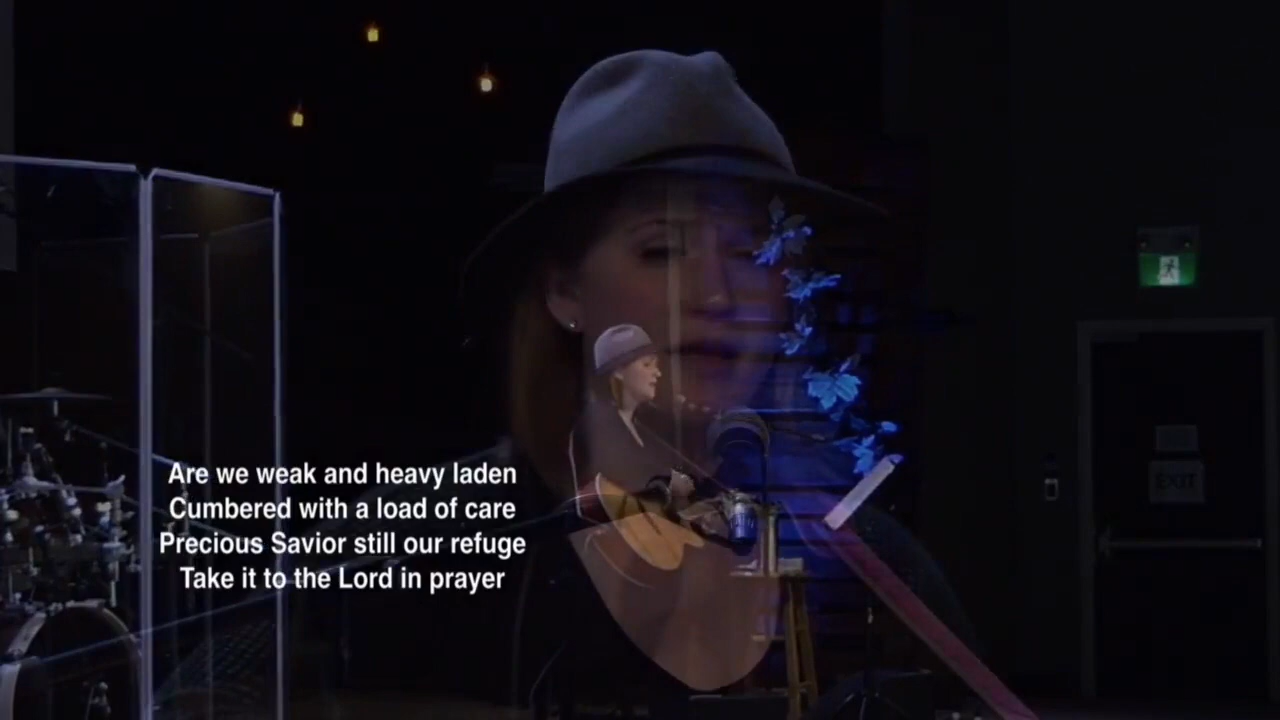 Are we weak and heavy laden
Cumbered with a load of care
Precious Savior still our refuge
Take it to the Lord in prayer
EXIT